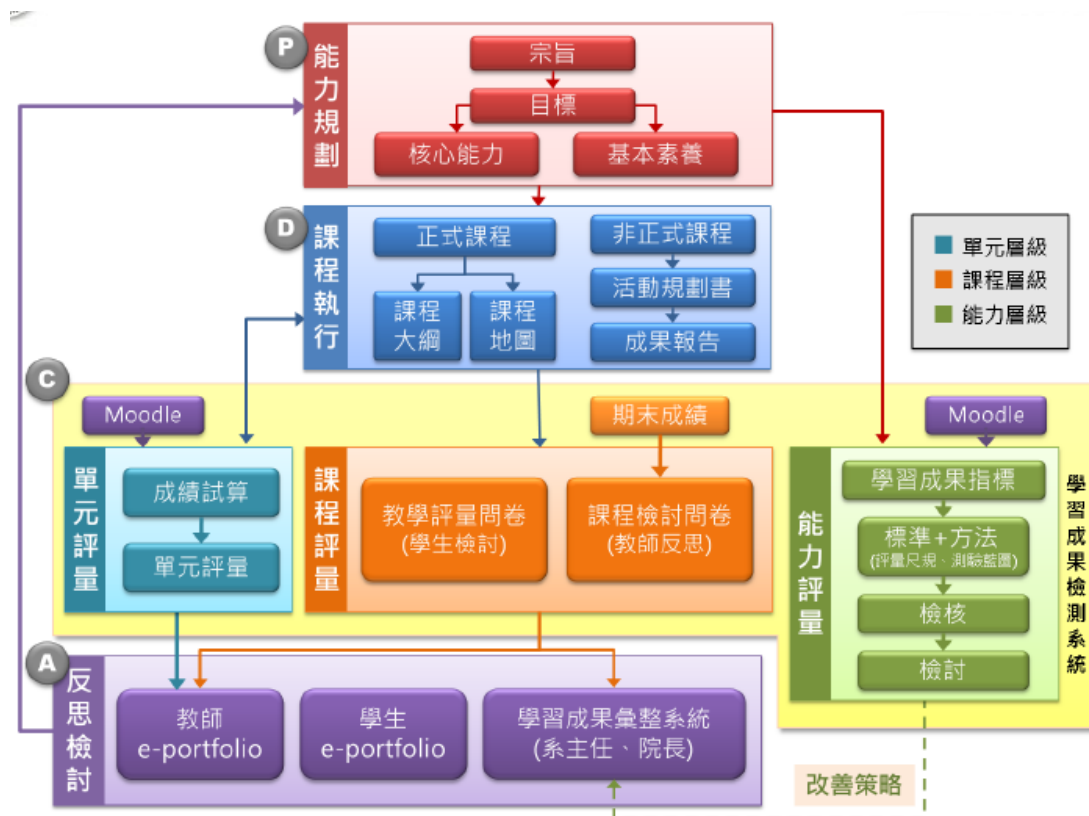 P
能力規劃
宗旨
目標
核心能力
基本素養
D
課程執行
正式課程
非正式課程
課程
大綱
課程
地圖
活動規劃書
成果報告
單元層級
課程層級
能力層級
C
Moodle
單元評量
成績試算
單元評量
期末成績
課程評量
教學評量問卷
(學生檢討)
課程檢討問卷
(教師反思)
Moodle
能力評量
學習成果指標
標準+方法
(評量尺規、測驗藍圖)
檢核
檢討
學習成果檢測系統
A
反思檢討
教師
e-portfolio
學生
e-portfolio
學習成果彙整系統
(系主任、院長)
改善策略